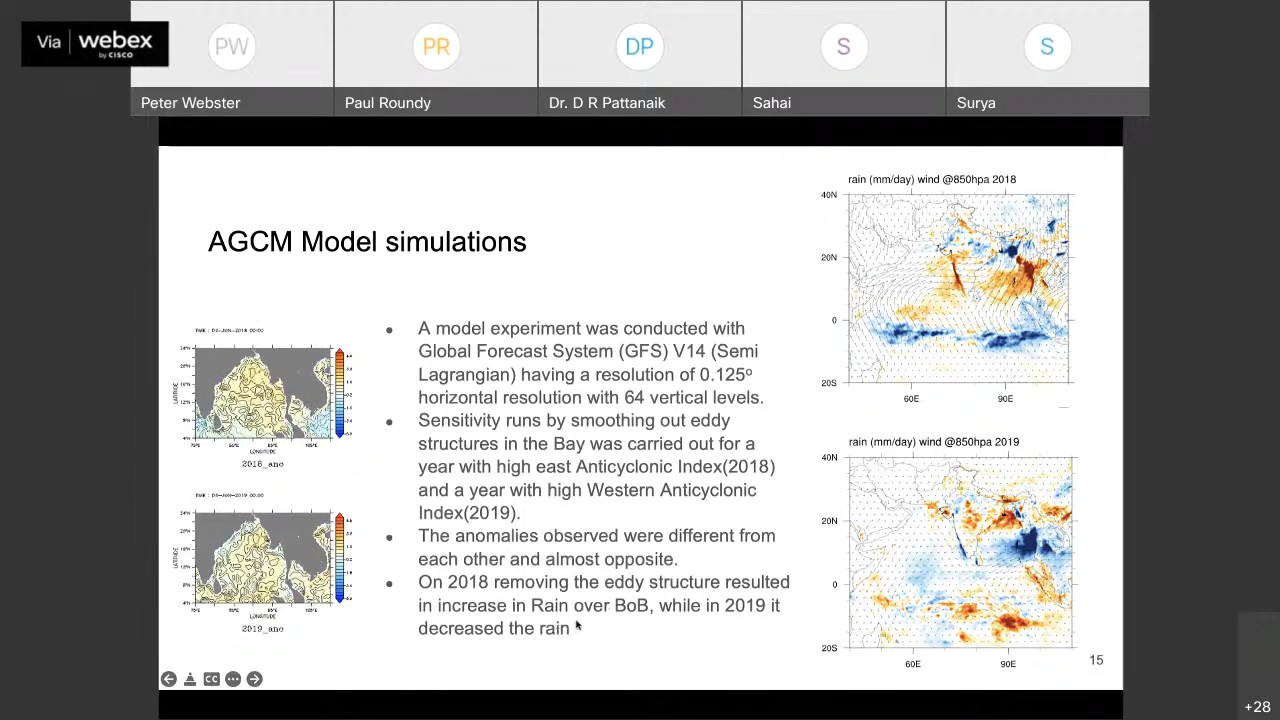 Via webex
by CISCO
PW
PR
DP
S
S
Peter Webster
Paul Roundy
Dr. D R Pattanaik
Sahai
Surya
AGCM Model simulations
A model experiment was conducted with
Global Forecast System (GFS) V14 (Semi
Lagrangian) having a resolution of 0.125º
horizontal resolution with 64 vertical levels.
Sensitivity runs by smoothing out eddy
structures in the Bay was carried out for a
year with high east Anticyclonic Index(2018)
and a year with high Western Anticyclonic
Index(2019).
The anomalies observed were different from
each other and almost opposite.
On 2018 removing the eddy structure resulted
in increase in Rain over BoB, while in 2019 it
decreased the rain
LATITUDE
LONGITUDE
2018_ano
LATITUDE
LONGITUDE
2019_ano
rain (mm/day) wind @850hpa 2018
40N
20N
0
20S
60E
90E
rain (mm/day) wind @850hpa 2019
40N
20N
0
20S
60E
90E
15
CC
+28